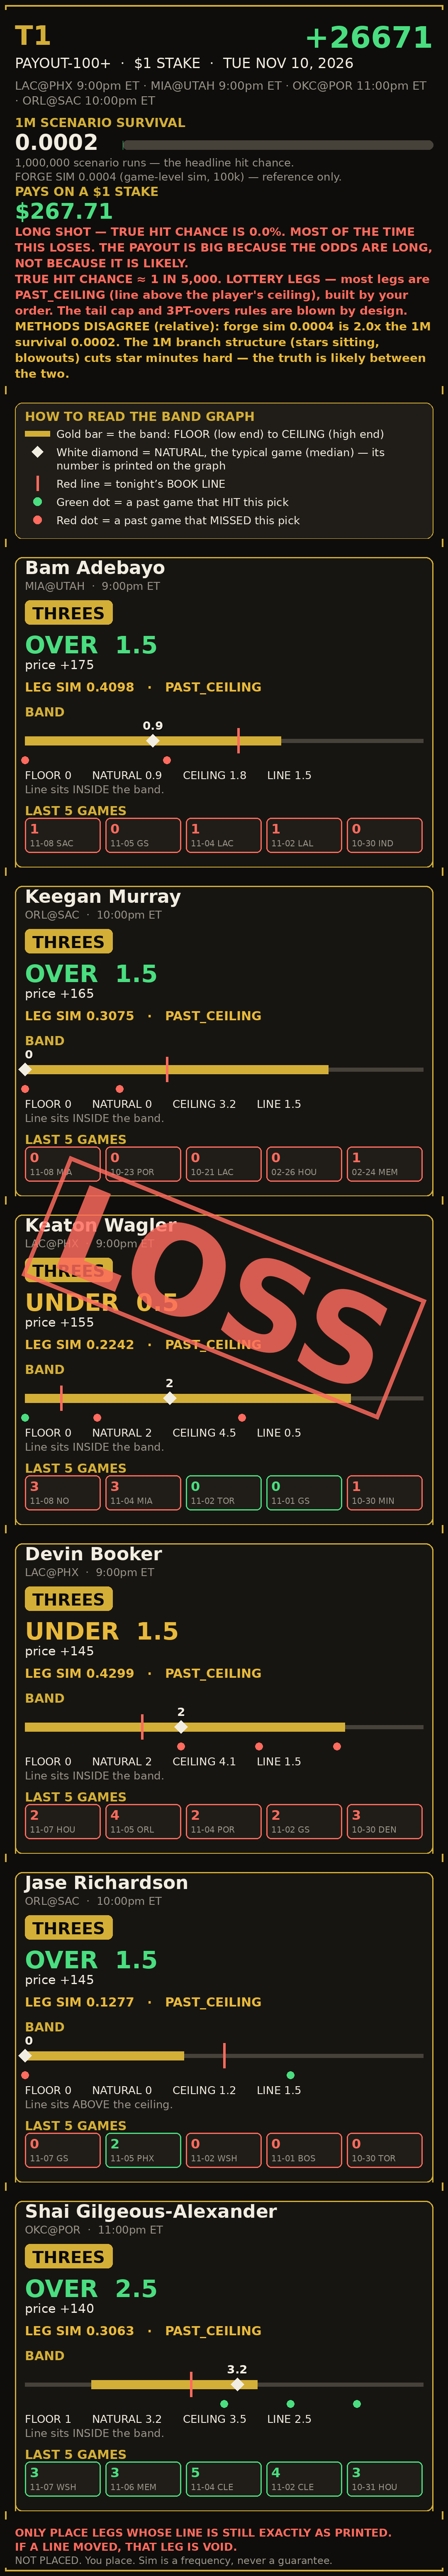 T1
+26671
PAYOUT-100+ · $1 STAKE · TUE NOV 10, 2026
LAC@PHX 9:00pm ET · MIA@UTAH 9:00pm ET · OKC@POR 11:00pm ET
· ORL@SAC 10:00pm ET
1M SCENARIO SURVIVAL
0.0002
1,000,000 scenario runs — the headline hit chance.
FORGE SIM 0.0004 (game-level sim, 100k) — reference only.
PAYS ON A $1 STAKE
$267.71
LONG SHOT — TRUE HIT CHANCE IS 0.0%. MOST OF THE TIME
THIS LOSES. THE PAYOUT IS BIG BECAUSE THE ODDS ARE LONG,
NOT BECAUSE IT IS LIKELY.
TRUE HIT CHANCE ≈ 1 IN 5,000. LOTTERY LEGS — most legs are
PAST_CEILING (line above the player's ceiling), built by your
order. The tail cap and 3PT-overs rules are blown by design.
METHODS DISAGREE (relative): forge sim 0.0004 is 2.0x the 1M
survival 0.0002. The 1M branch structure (stars sitting,
blowouts) cuts star minutes hard — the truth is likely between
the two.
HOW TO READ THE BAND GRAPH
Gold bar = the band: FLOOR (low end) to CEILING (high end)
White diamond = NATURAL, the typical game (median) — its
number is printed on the graph
Red line = tonight's BOOK LINE
Green dot = a past game that HIT this pick
Red dot = a past game that MISSED this pick
Bam Adebayo
MIA@UTAH · 9:00pm ET
THREES
OVER 1.5
price +175
LEG SIM 0.4098 · PAST_CEILING
BAND
0.9
FLOOR 0 NATURAL 0.9 CEILING 1.8 LINE 1.5
Line sits INSIDE the band.
LAST 5 GAMES
1 0 1 1 0
11-08 SAC 11-05 GS 11-04 LAC 11-02 LAL 10-30 IND
Keegan Murray
ORL@SAC · 10:00pm ET
THREES
OVER 1.5
price +165
LEG SIM 0.3075 · PAST_CEILING
BAND
0
FLOOR 0 NATURAL 0 CEILING 3.2 LINE 1.5
Line sits INSIDE the band.
LAST 5 GAMES
0 0 0 0 1
11-08 MIA 10-23 POR 10-21 LAC 02-26 HOU 02-24 MEM
Keaton Wagler
LAC@PHX · 9:00pm ET
THREES
UNDER 0.5
price +155
LOSS
LEG SIM 0.2242 · PAST_CEILING
BAND
2
FLOOR 0 NATURAL 2 CEILING 4.5 LINE 0.5
Line sits INSIDE the band.
LAST 5 GAMES
3 3 0 0 1
11-08 NO 11-04 MIA 11-02 TOR 11-01 GS 10-30 MIN
Devin Booker
LAC@PHX · 9:00pm ET
THREES
UNDER 1.5
price +145
LEG SIM 0.4299 · PAST_CEILING
BAND
2
FLOOR 0 NATURAL 2 CEILING 4.1 LINE 1.5
Line sits INSIDE the band.
LAST 5 GAMES
2 4 2 2 3
11-07 HOU 11-05 ORL 11-04 POR 11-02 GS 10-30 DEN
Jase Richardson
ORL@SAC · 10:00pm ET
THREES
OVER 1.5
price +145
LEG SIM 0.1277 · PAST_CEILING
BAND
0
FLOOR 0 NATURAL 0 CEILING 1.2 LINE 1.5
Line sits ABOVE the ceiling.
LAST 5 GAMES
0 2 0 0 0
11-07 GS 11-05 PHX 11-02 WSH 11-01 BOS 10-30 TOR
Shai Gilgeous-Alexander
OKC@POR · 11:00pm ET
THREES
OVER 2.5
price +140
LEG SIM 0.3063 · PAST_CEILING
BAND
3.2
FLOOR 1 NATURAL 3.2 CEILING 3.5 LINE 2.5
Line sits INSIDE the band.
LAST 5 GAMES
3 3 5 4 3
11-07 WSH 11-06 MEM 11-04 CLE 11-02 CLE 10-31 HOU
ONLY PLACE LEGS WHOSE LINE IS STILL EXACTLY AS PRINTED.
IF A LINE MOVED, THAT LEG IS VOID.
NOT PLACED. You place. Sim is a frequency, never a guarantee.